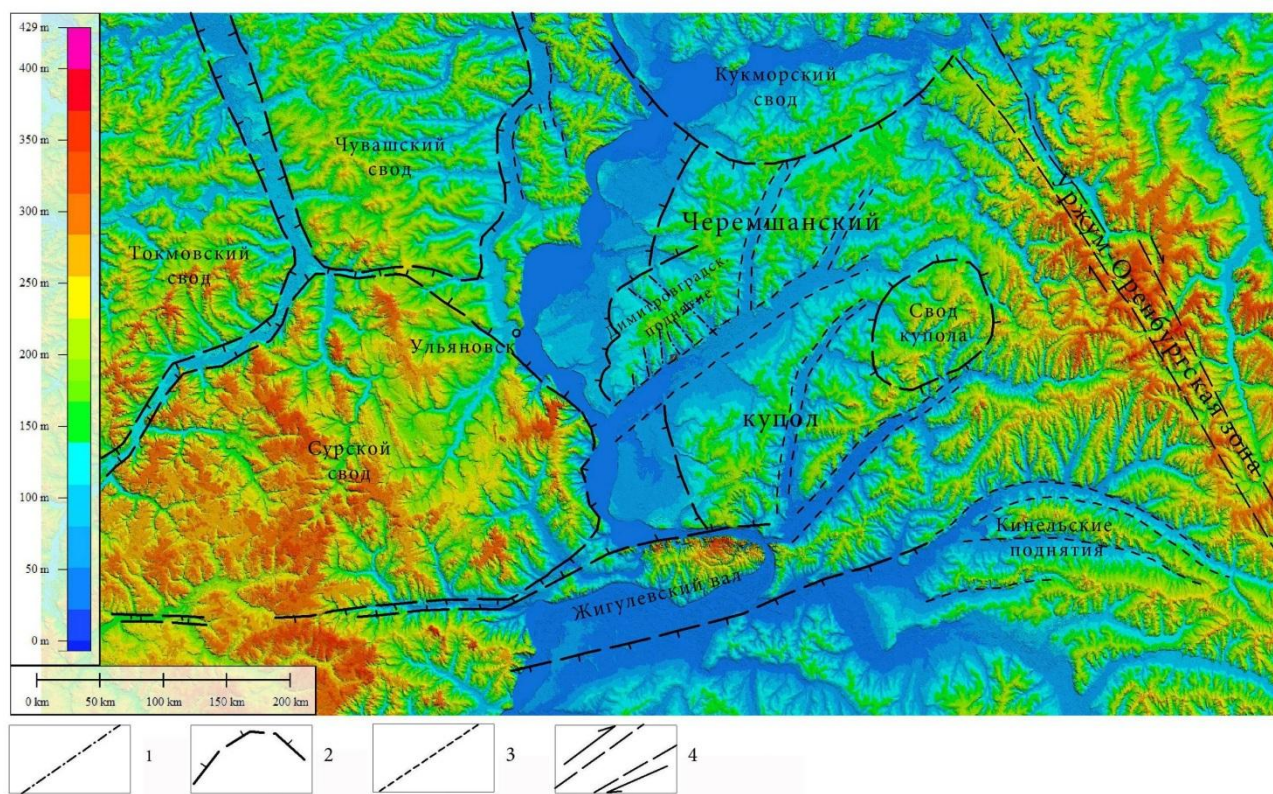 429 m
400 m
350 m
300 m
250 m
200 m
150 m
100 m
50 m
0 m
Кукморский
свод
Чувашский
свод
Черемшанский
Токмовский
свод
Димитровградск
поднятие
Свод
купола
Уржум-Оренбургская зона
Ульяновск
купол
Сурской
свод
Кинельские
поднятия
Жигулевский вал
0 km
50 km
100 km
150 km
200 km
1
2
3
4